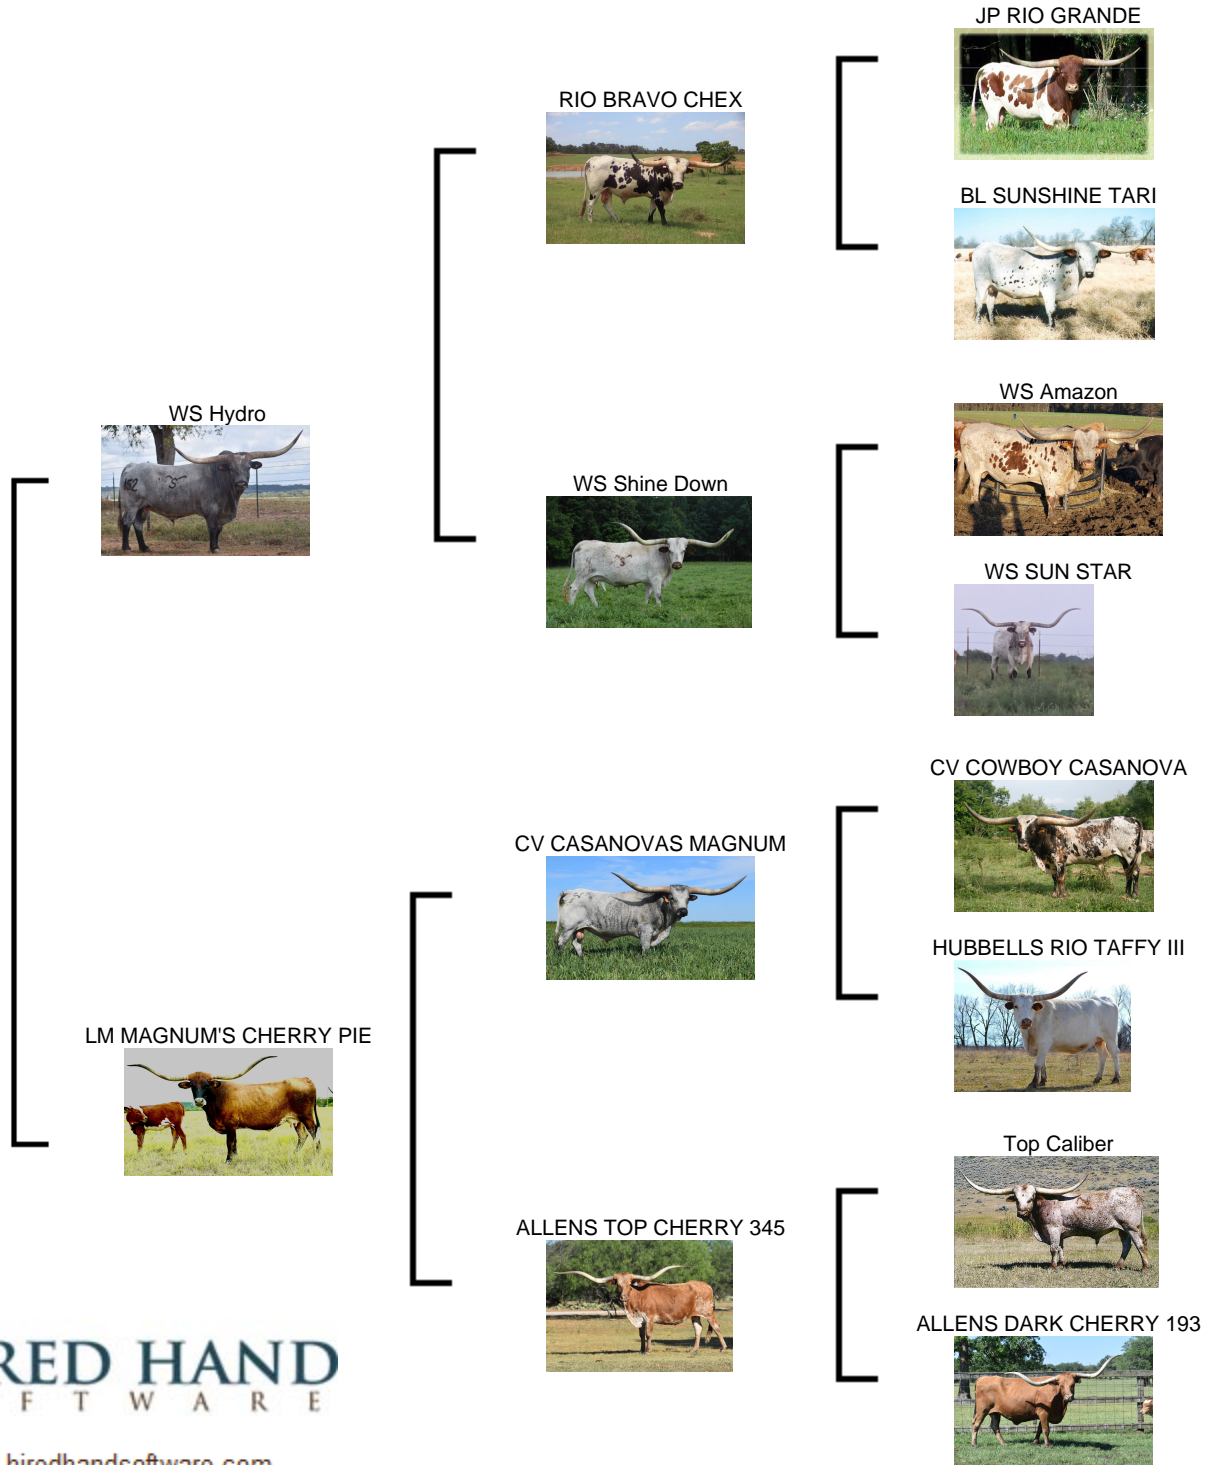 JP RIO GRANDE
RIO BRAVO CHEX
BL SUNSHINE TARI
WS Hydro
WS Amazon
WS Shine Down
WS SUN STAR
CV COWBOY CASANOVA
CV CASANOVAS MAGNUM
HUBBELLS RIO TAFFY III
LM MAGNUM'S CHERRY PIE
Top Caliber
ALLENS TOP CHERRY 345
ALLENS DARK CHERRY 193
RED HAND
F T W A R E
hiredhandsoftware.com